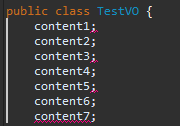 public class TestVO {
    content1;
    content2;
    content3;
    content4;
    content5;
    content6;
    content7;